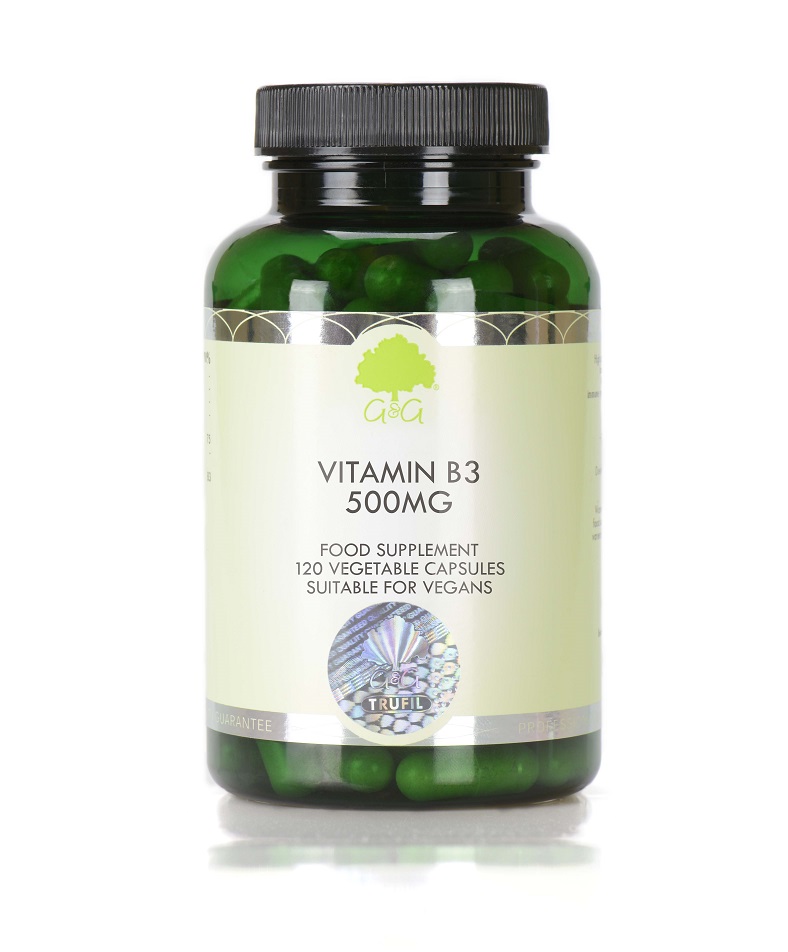 G&G
VITAMIN B3
500MG
FOOD SUPPLEMENT
120 VEGETABLE CAPSULES
SUITABLE FOR VEGANS
G&G
TRUFIL
GUARANTEE